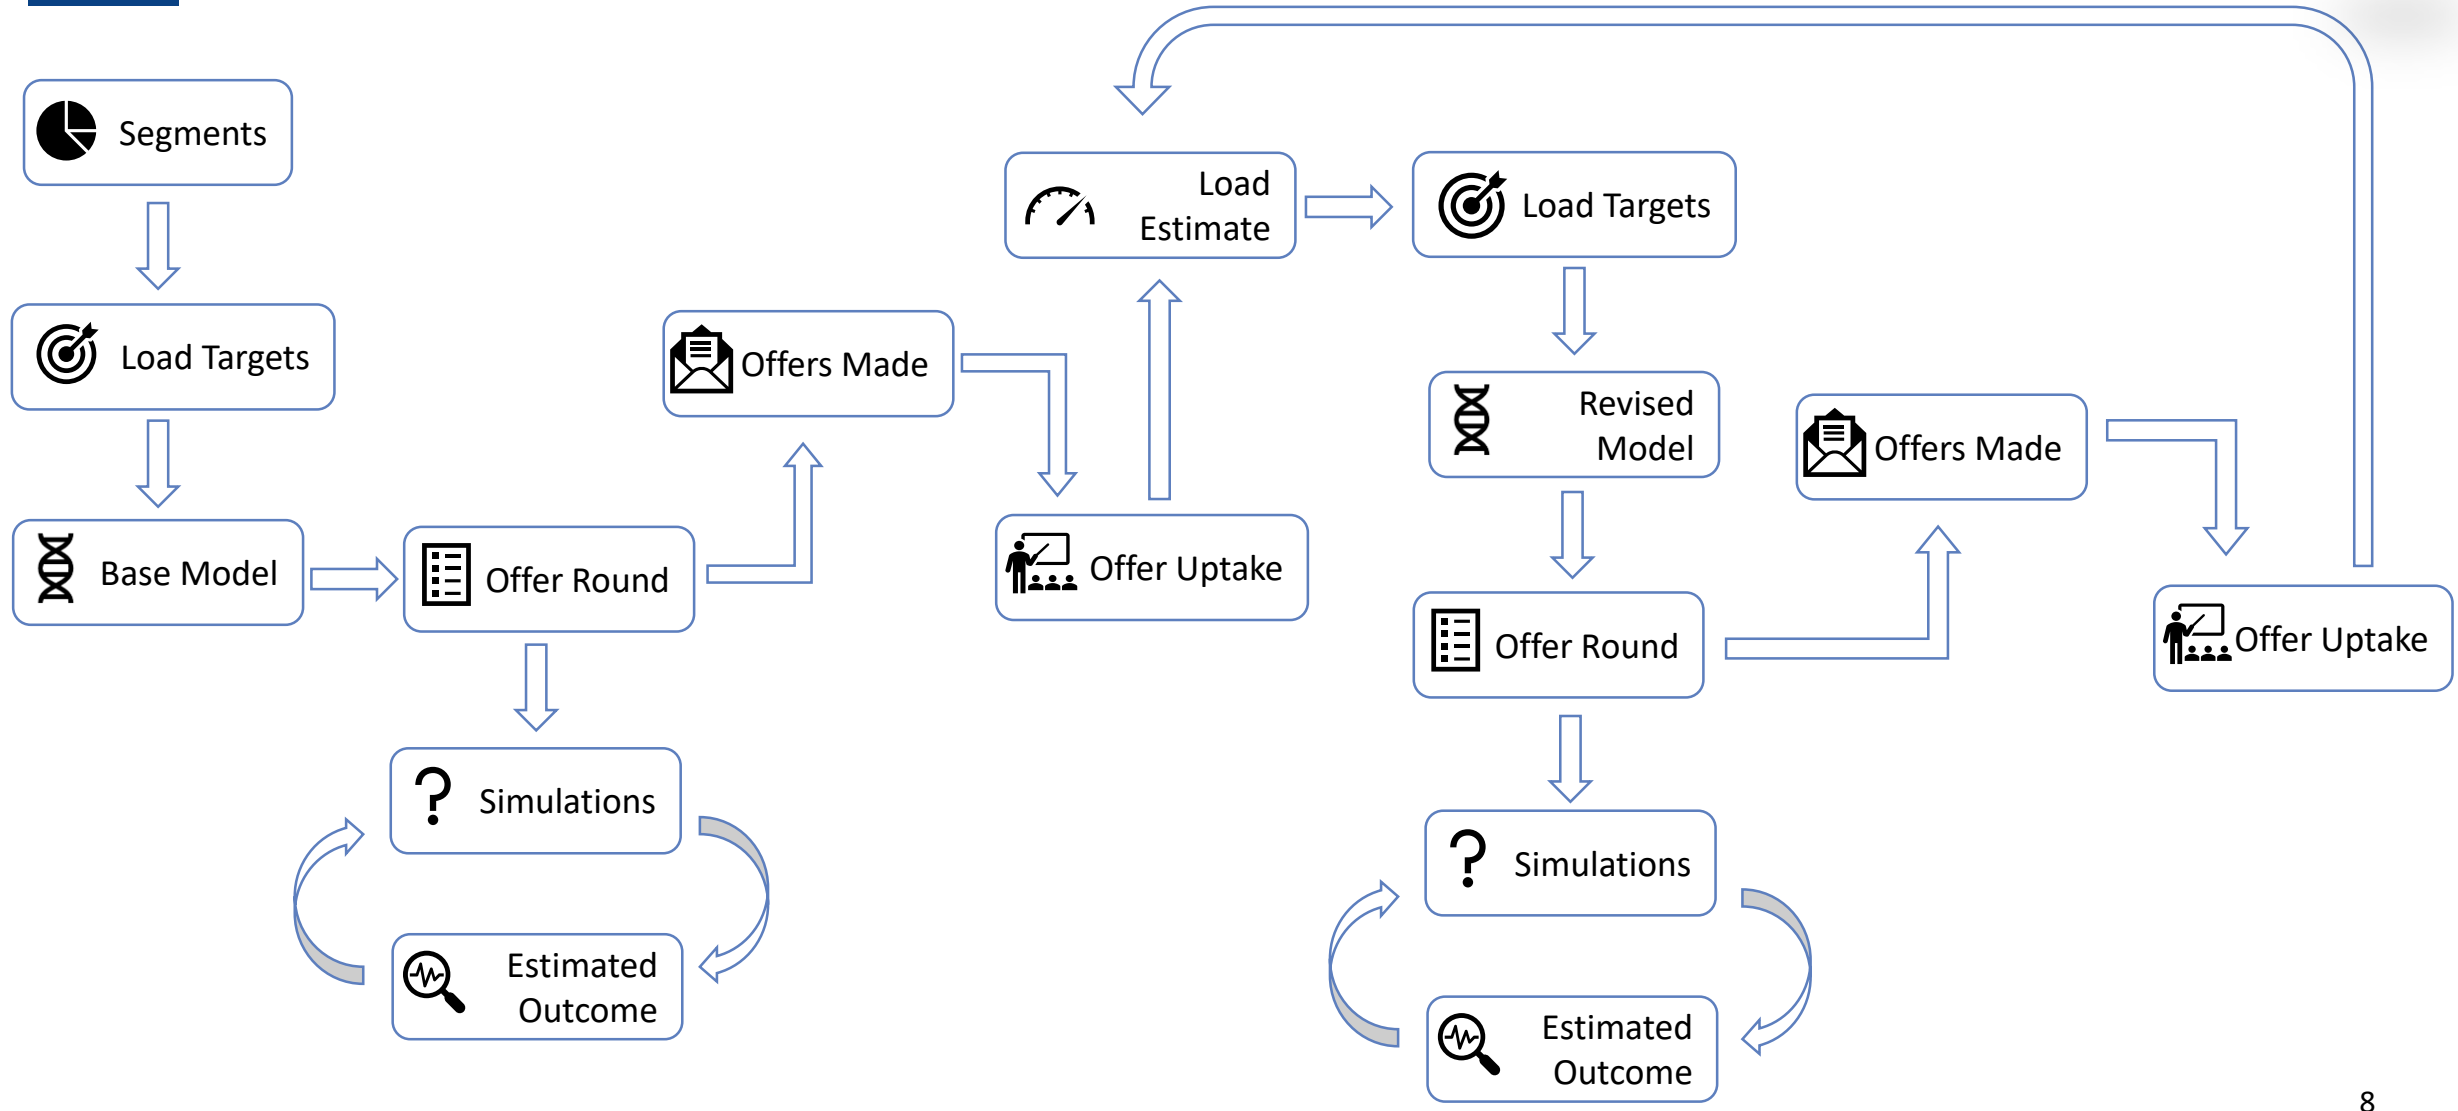 Segments
Load Targets
Base Model
Offer Round
Simulations
Estimated
Outcome
Offers Made
Offer Uptake
Load
Estimate
Load Targets
Revised
Model
Offer Round
Simulations
Estimated
Outcome
Offers Made
Offer Uptake
8